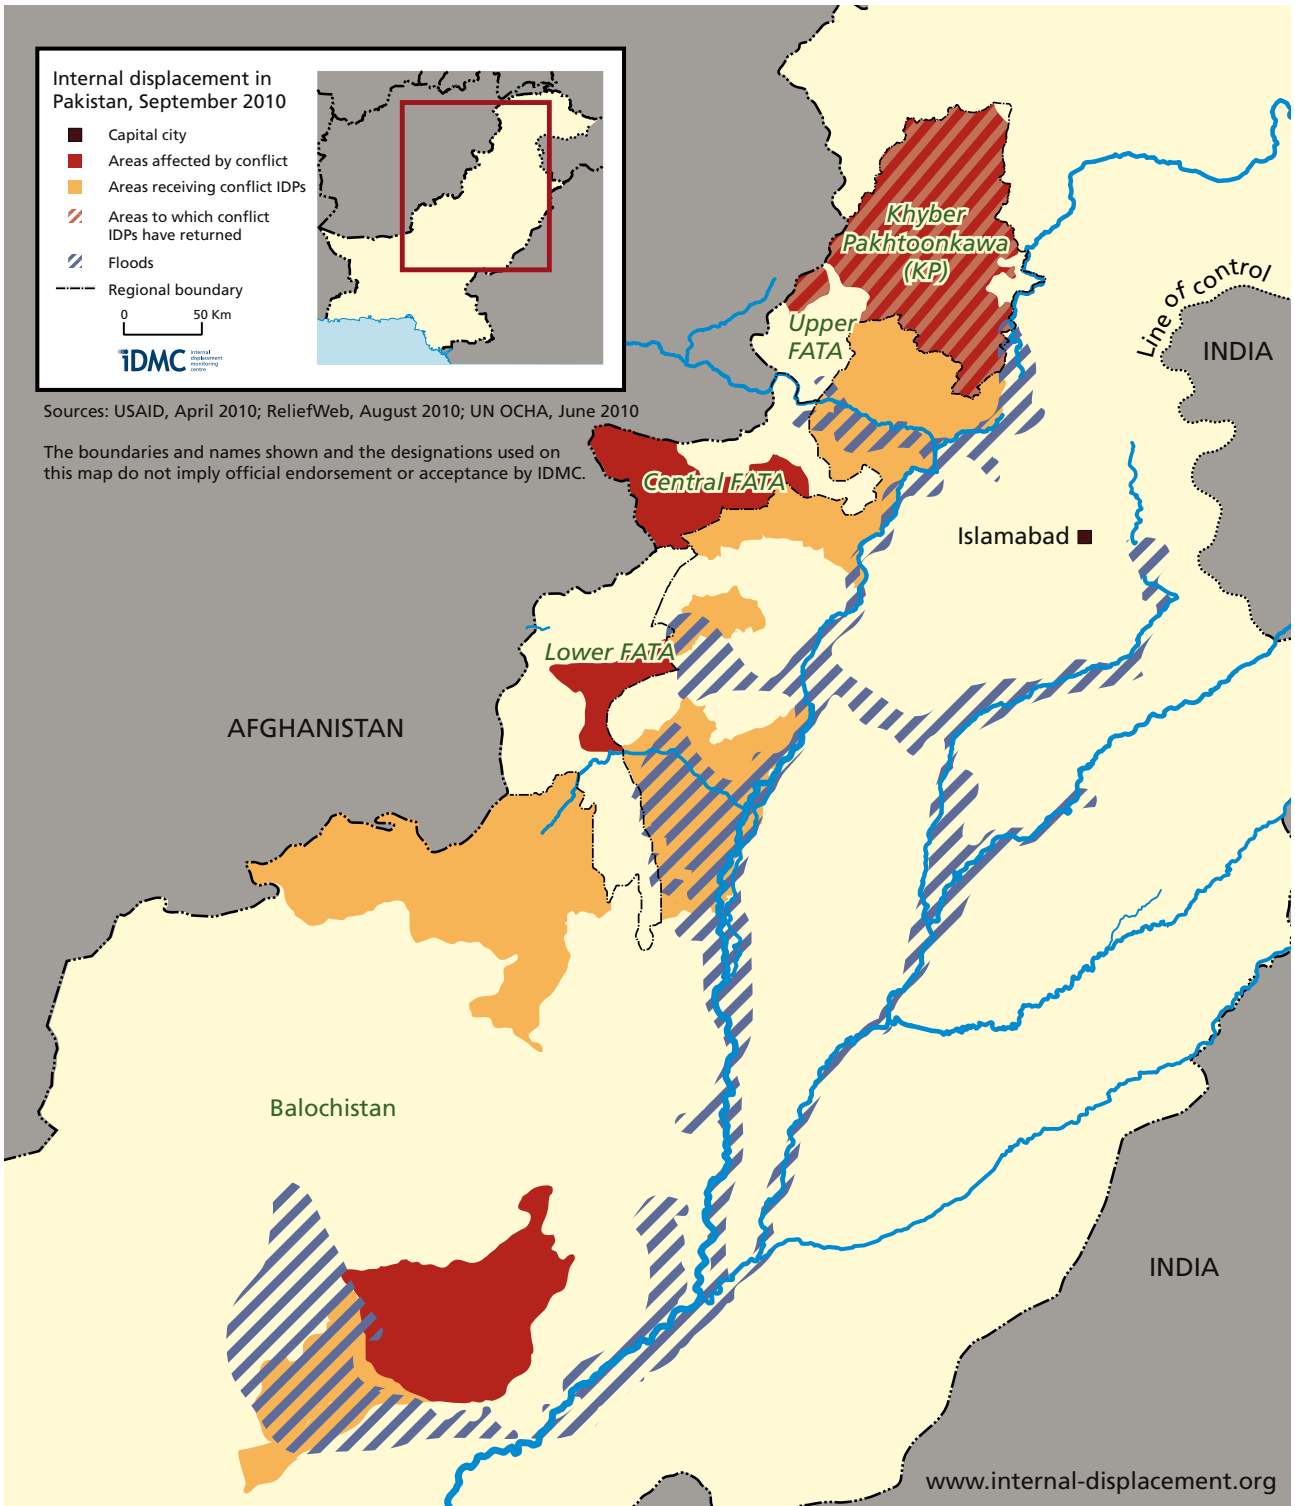 Internal displacement in
Pakistan, September 2010
Capital city
Areas affected by conflict
Areas receiving conflict IDPs
Areas to which conflict
IDPs have returned
Floods
Regional boundary
0 50 Km
iDMC
internal
displacement
monitoring
centre
Sources: USAID, April 2010; ReliefWeb, August 2010; UN OCHA, June 2010
The boundaries and names shown and the designations used on
this map do not imply official endorsement or acceptance by IDMC.
Khyber
Pakhtoonkawa
(KP)
Line of control
Upper
FATA
INDIA
Central FATA
Islamabad
Lower FATA
AFGHANISTAN
Balochistan
INDIA
www.internal-displacement.org